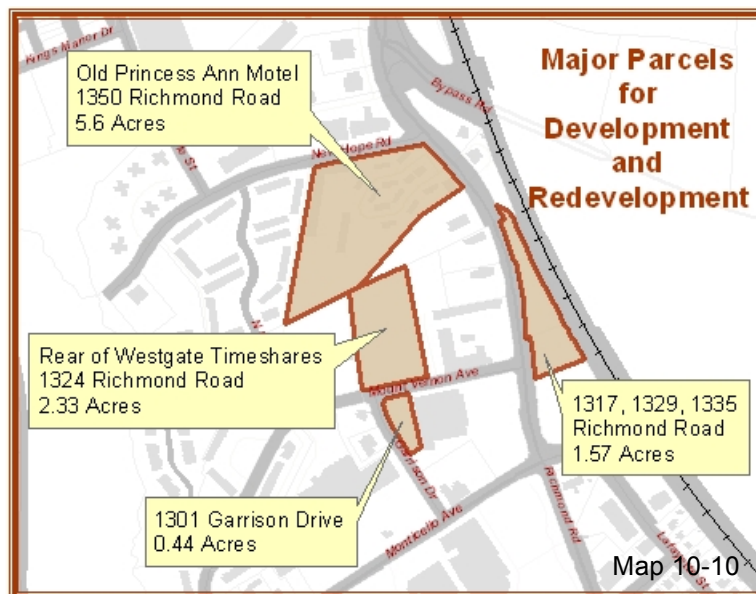 Kings Manor Dr
Old Princess Ann Motel
1350 Richmond Road
5.6 Acres
Major Parcels
for
Development
and
Redevelopment
Bypass Rd
St
New Hope Rd
Rear of Westgate Timeshares
1324 Richmond Road
2.33 Acres
Mount Vernon Ave
1317, 1329, 1335
Richmond Road
1.57 Acres
Garrison Dr
1301 Garrison Drive
0.44 Acres
Monticello Ave
Richmond Rd
Map 10-10